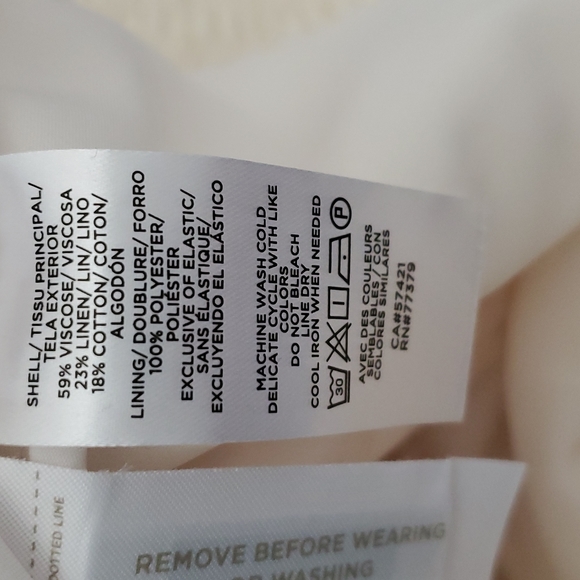 SHELL/ TISSU PRINCIPAL/
TELA EXTERIOR
59% VISCOSE/ VISCOSA
23% LINEN/ LIN/ LINO
18% COTTON/ COTON/
ALGODÓN
LINING/ DOUBLURE/ FORRO
100% POLYESTER/
POLIÉSTER
EXCLUSIVE OF ELASTIC/
SANS ÉLASTIQUE/
EXCLUYENDO EL ELÁSTICO
MACHINE WASH COLD
DELICATE CYCLE WITH LIKE
COLORS
DO NOT BLEACH
LINE DRY
COOL IRON WHEN NEEDED
30 P
AVEC DES COULEURS
SEMBLABLES/ CON
COLORES SIMILARES
CA#57421
RN#77379
DOTTED LINE
REMOVE BEFORE WEARING
OR WASHING